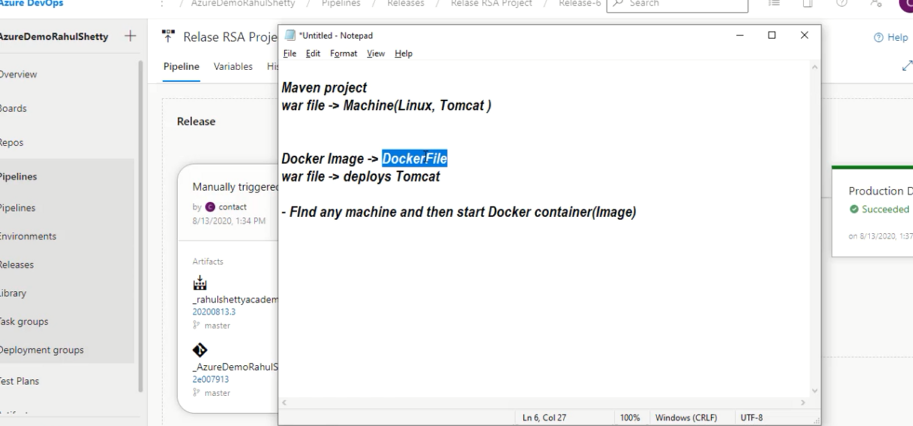 Azure DevOps
AzureDemoRahulShetty / Pipelines / Releases / Relase RSA Project / Release-6
Search
AzureDemoRahulShetty
Overview
Boards
Repos
Pipelines
Pipelines
Environments
Releases
Library
Task groups
Deployment groups
Test Plans
Relase RSA Proje
Help
Pipeline Variables His
Release
Manually triggered
by C contact
8/13/2020, 1:34 PM
Artifacts
_rahulshettyacadem
20200813.3
master
_AzureDemoRahulS
2e007913
master
*Untitled - Notepad
File Edit Format View Help
Maven project
war file -> Machine(Linux, Tomcat )
Docker Image -> DockerFile
war file -> deploys Tomcat
- FInd any machine and then start Docker container(Image)
Ln 6, Col 27 100% Windows (CRLF) UTF-8
Production D
Succeeded
on 8/13/2020, 1:37